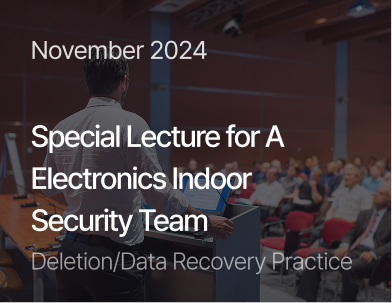 November 2024
Special Lecture for A
Electronics Indoor
Security Team
Deletion/Data Recovery Practice